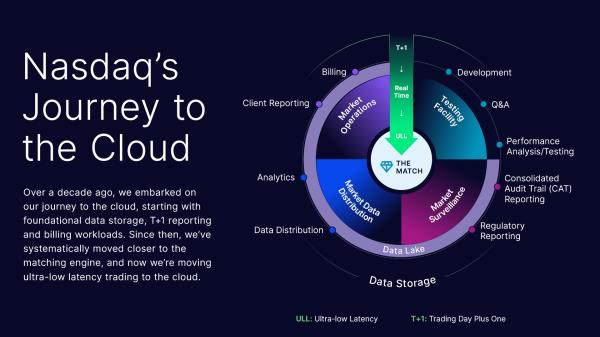 Nasdaq's
Journey to
the Cloud
Over a decade ago, we embarked on
our journey to the cloud, starting with
foundational data storage, T+1 reporting
and billing workloads. Since then, we've
systematically moved closer to the
matching engine, and now we're moving
ultra-low latency trading to the cloud.
T+1
↓
Real
Time
↓
ULL
THE
MATCH
Market
Operations
Testing
Facility
Market Data
Distribution
Market
Surveillance
Data Lake
Data Storage
Billing
Client Reporting
Analytics
Data Distribution
Development
Q&A
Performance
Analysis/Testing
Consolidated
Audit Trail (CAT)
Reporting
Regulatory
Reporting
ULL: Ultra-low Latency
T+1: Trading Day Plus One